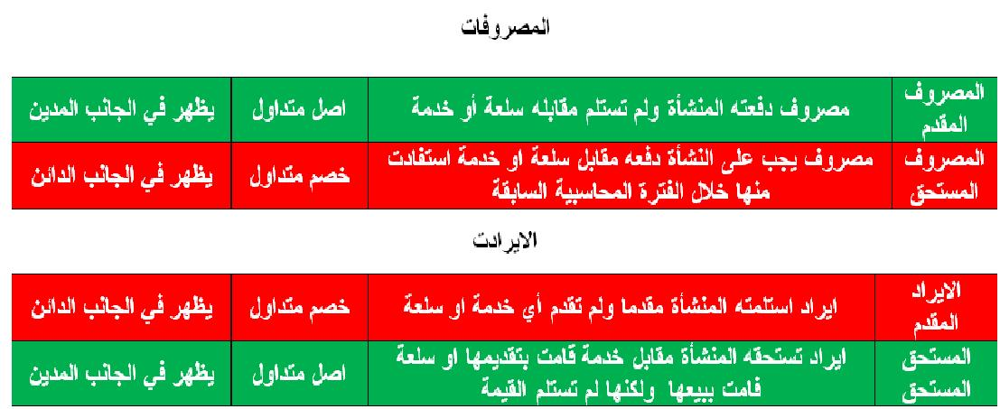 المصروفات
المصروف
المقدم
مصروف دفعته المنشأة ولم تستلم مقابله سلعة أو خدمة
اصل متداول
يظهر في الجانب المدين
المصروف
المستحق
مصروف يجب على النشأة دفعه مقابل سلعة او خدمة استفادت
منها خلال الفترة المحاسبية السابقة
خصم متداول
يظهر في الجانب الدائن
الايرادت
الايراد
المقدم
ايراد استلمته المنشأة مقدما ولم تقدم أي خدمة او سلعة
خصم متداول
يظهر في الجانب الدائن
المستحق
المستحق
ايراد تستحقه المنشأة مقابل خدمة قامت بتقديمها او سلعة
قامت ببيعها ولكنها لم تستلم القيمة
اصل متداول
يظهر في الجانب المدين